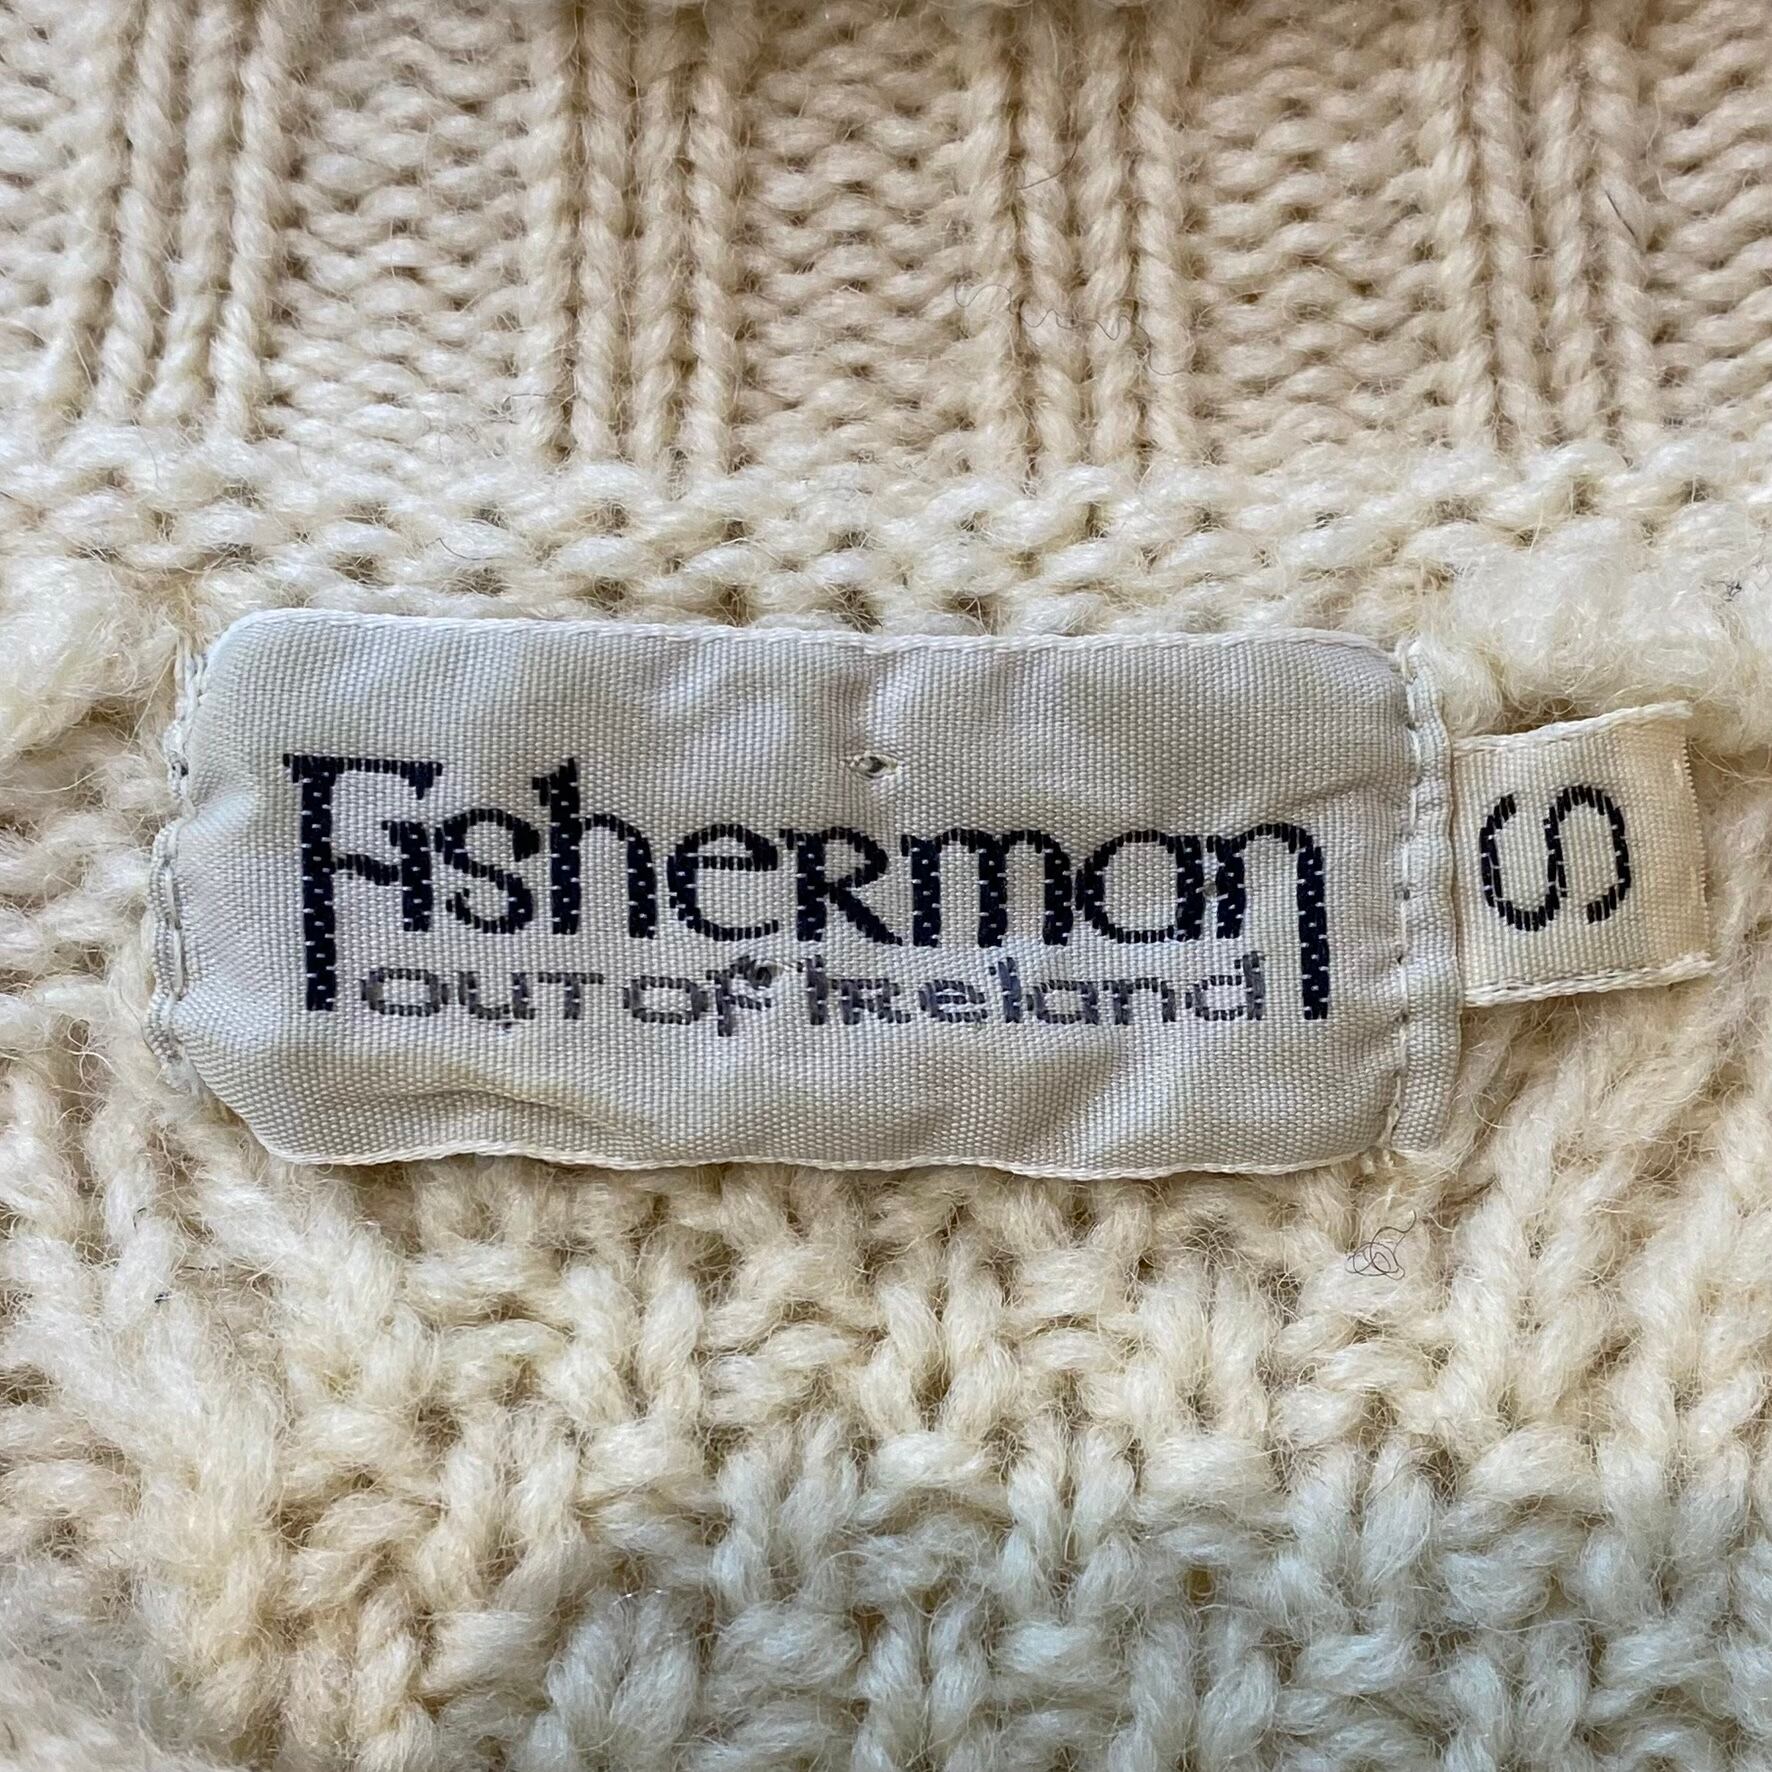 Fisherman
out of Ireland
S